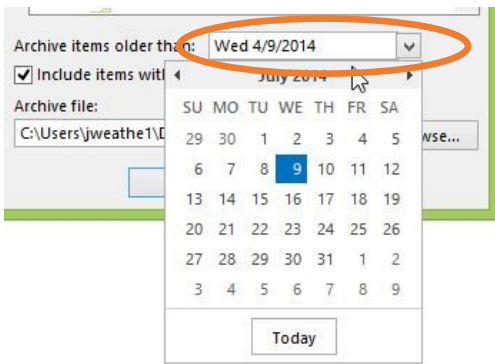 Archive items older than: Wed 4/9/2014
Include items with
July 2014
Archive file:
C:\Users\jweathe1\D
wse...
SU MO TU WE TH FR SA
29 30 1 2 3 4 5
6 7 8 9 10 11 12
13 14 15 16 17 18 19
20 21 22 23 24 25 26
27 28 29 30 31 1 2
3 4 5 6 7 8 9
Today